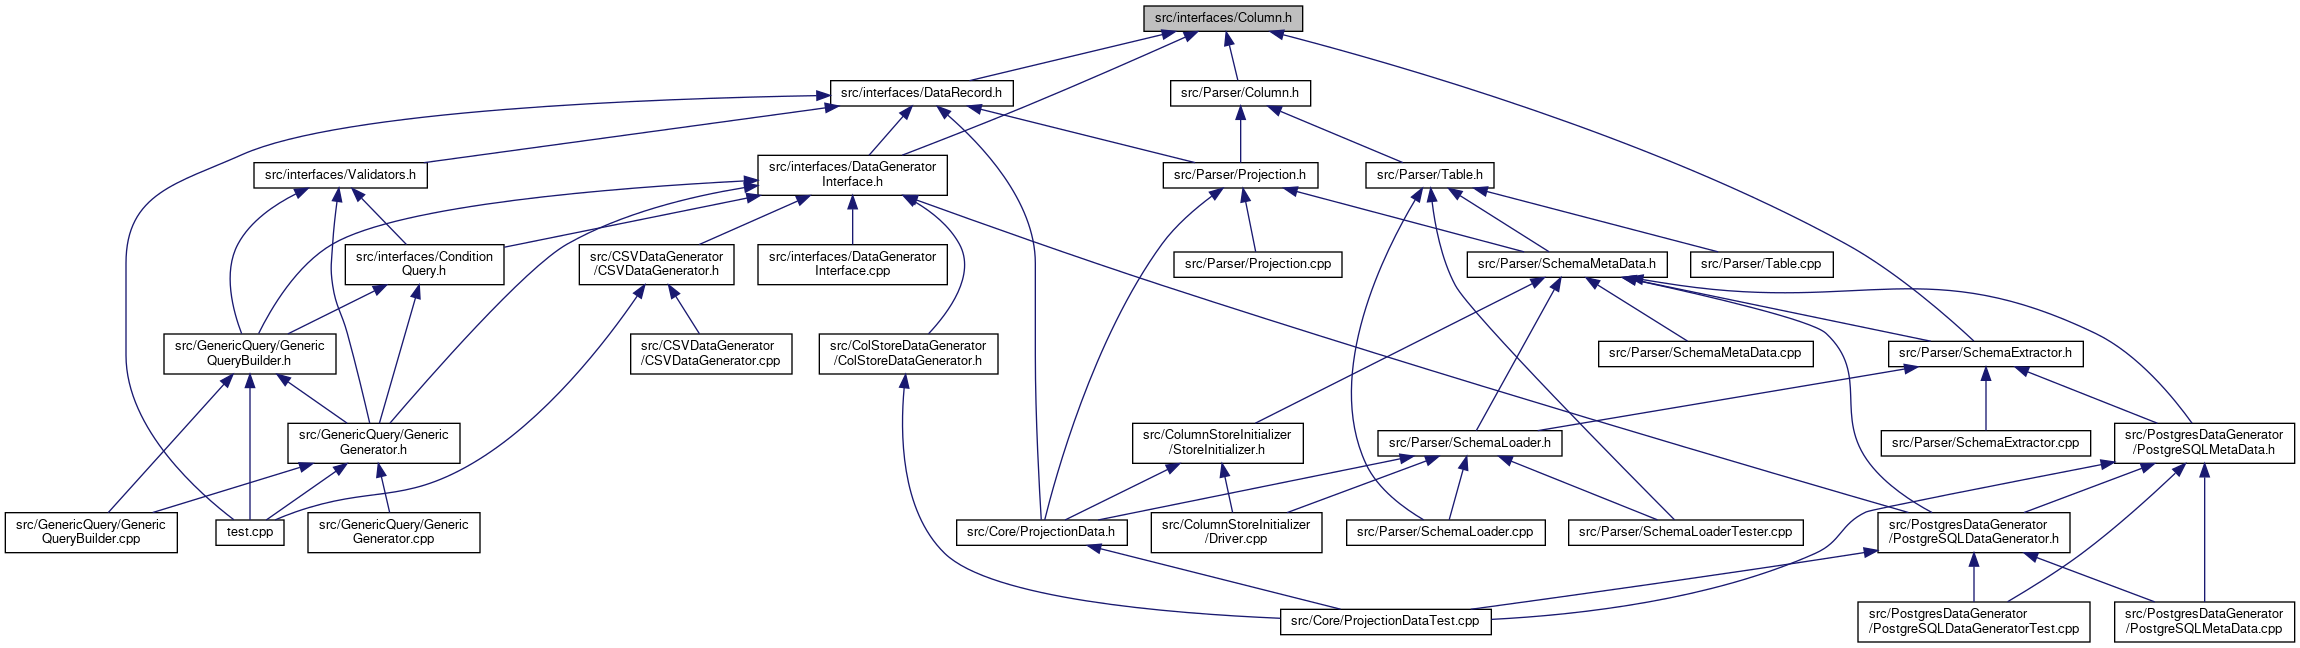 src/interfaces/Column.h
src/interfaces/DataRecord.h
src/Parser/Column.h
src/interfaces/Validators.h
src/interfaces/DataGenerator
Interface.h
src/Parser/Projection.h
src/Parser/Table.h
src/interfaces/Condition
Query.h
src/CSVDataGenerator
/CSVDataGenerator.h
src/interfaces/DataGenerator
Interface.cpp
src/Parser/Projection.cpp
src/Parser/SchemaMetaData.h
src/Parser/Table.cpp
src/GenericQuery/Generic
QueryBuilder.h
src/CSVDataGenerator
/CSVDataGenerator.cpp
src/ColStoreDataGenerator
/ColStoreDataGenerator.h
src/Parser/SchemaMetaData.cpp
src/Parser/SchemaExtractor.h
src/GenericQuery/Generic
Generator.h
src/ColumnStoreInitializer
/StoreInitializer.h
src/Parser/SchemaLoader.h
src/Parser/SchemaExtractor.cpp
src/PostgresDataGenerator
/PostgreSQLMetaData.h
src/GenericQuery/Generic
QueryBuilder.cpp
test.cpp
src/GenericQuery/Generic
Generator.cpp
src/Core/ProjectionData.h
src/ColumnStoreInitializer
/Driver.cpp
src/Parser/SchemaLoader.cpp
src/Parser/SchemaLoaderTester.cpp
src/PostgresDataGenerator
/PostgreSQLDataGenerator.h
src/Core/ProjectionDataTest.cpp
src/PostgresDataGenerator
/PostgreSQLDataGeneratorTest.cpp
src/PostgresDataGenerator
/PostgreSQLMetaData.cpp